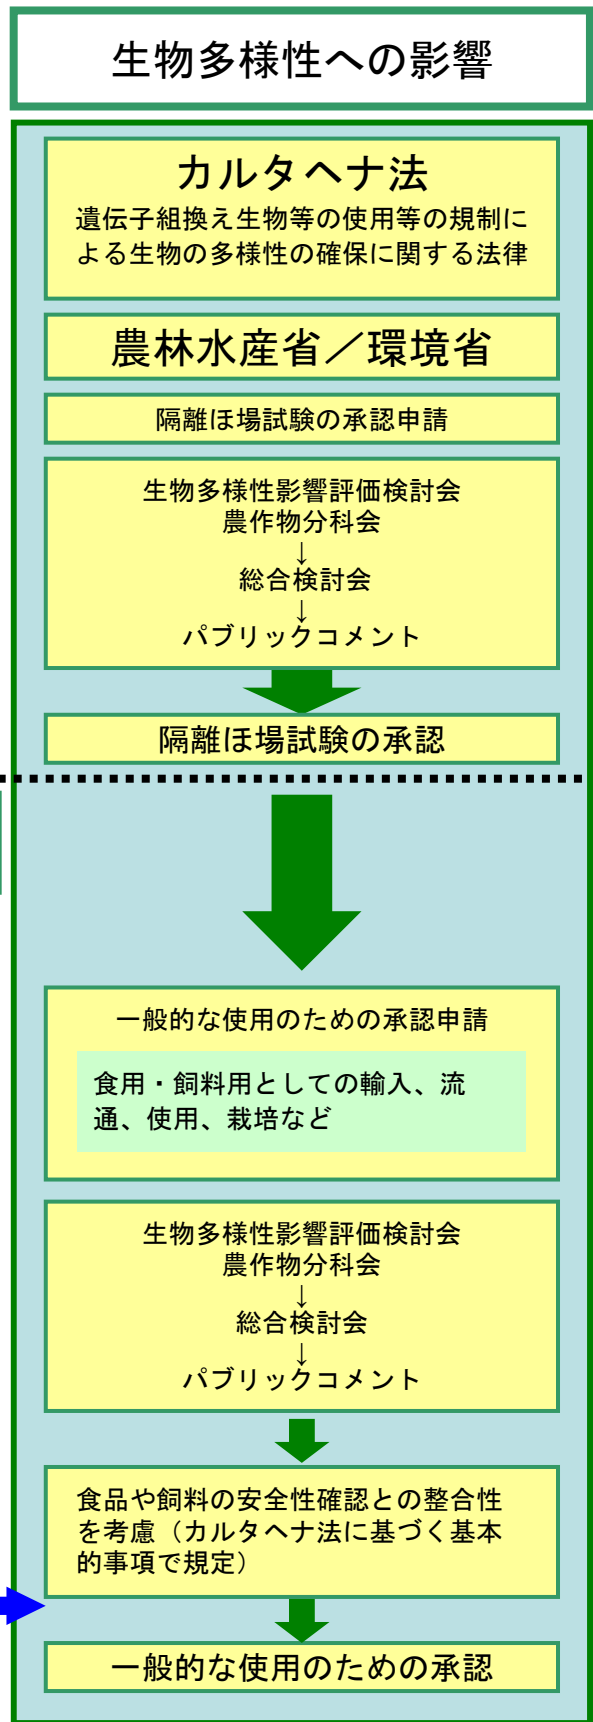 生物多様性への影響
カルタヘナ法
遺伝子組換え生物等の使用等の規制に
よる生物の多様性の確保に関する法律
農林水産省／環境省
隔離ほ場試験の承認申請
生物多様性影響評価検討会
農作物分科会
↓
総合検討会
↓
パブリックコメント
隔離ほ場試験の承認
一般的な使用のための承認申請
食用・飼料用としての輸入、流
通、使用、栽培など
生物多様性影響評価検討会
農作物分科会
↓
総合検討会
↓
パブリックコメント
食品や飼料の安全性確認との整合性
を考慮（カルタヘナ法に基づく基本
的事項で規定）
一般的な使用のための承認